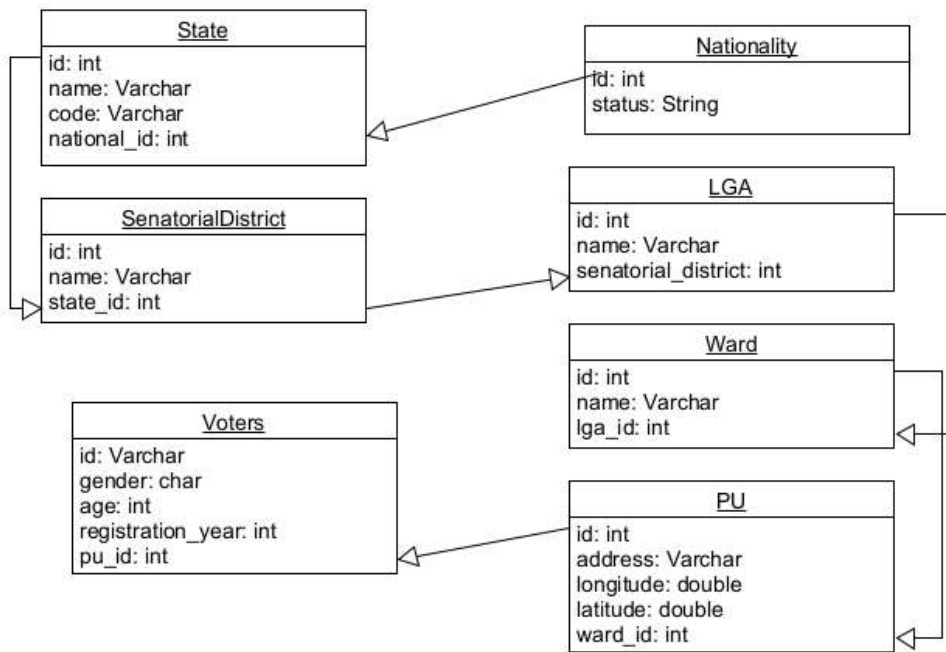 State
id: int
name: Varchar
code: Varchar
national_id: int
Nationality
id: int
status: String
SenatorialDistrict
id: int
name: Varchar
state_id: int
LGA
id: int
name: Varchar
senatorial_district: int
Ward
id: int
name: Varchar
lga_id: int
Voters
id: Varchar
gender: char
age: int
registration_year: int
pu_id: int
PU
id: int
address: Varchar
longitude: double
latitude: double
ward_id: int